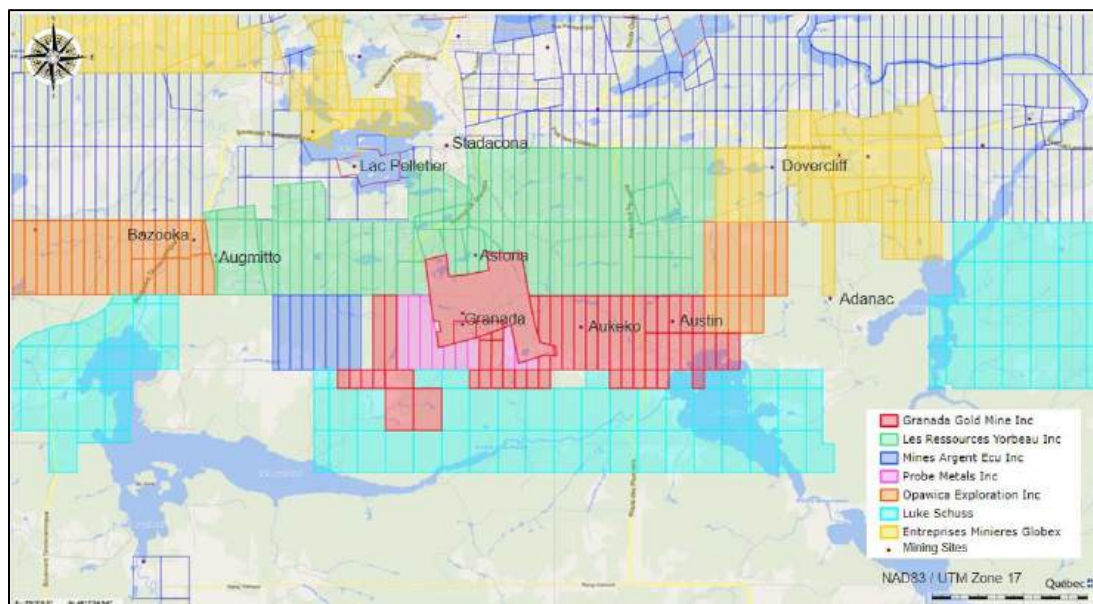 Stadacona
Lac Pelletier
Dovercliff
Bazooka
Augmitto
Astoria
Adanac
Granada
Aukeko
Austin
Granada Gold Mine Inc
Les Ressources Yorbeau Inc
Mines Argent Ecu Inc
Probe Metals Inc
Opawica Exploration Inc
Luke Schuss
Entreprises Minieres Globex
Mining Sites
NAD83 / UTM Zone 17
Québec